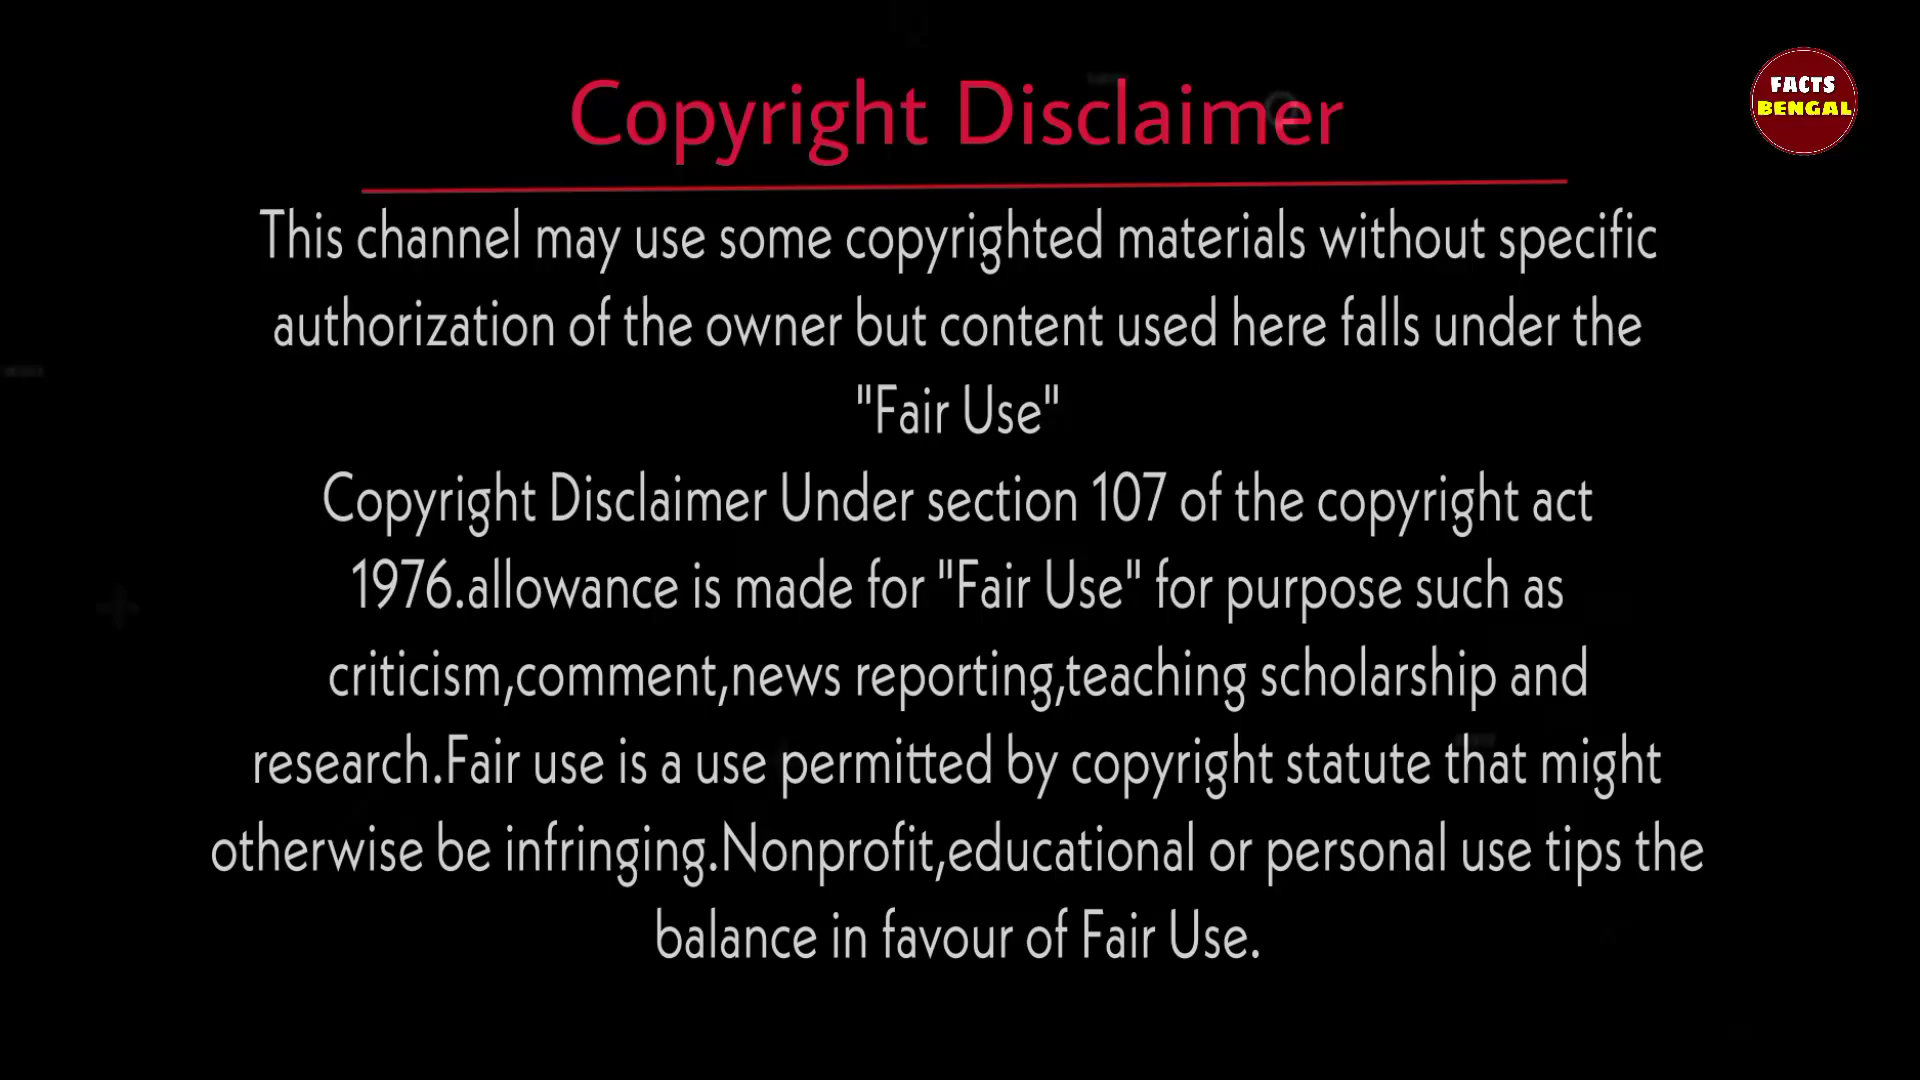 Copyright Disclaimer
FACTS
BENGAL
This channel may use some copyrighted materials without specific
authorization of the owner but content used here falls under the
"Fair Use"
Copyright Disclaimer Under section 107 of the copyright act
1976.allowance is made for "Fair Use" for purpose such as
criticism,comment,news reporting,teaching scholarship and
research.Fair use is a use permitted by copyright statute that might
otherwise be infringing.Nonprofit,educational or personal use tips the
balance in favour of Fair Use.